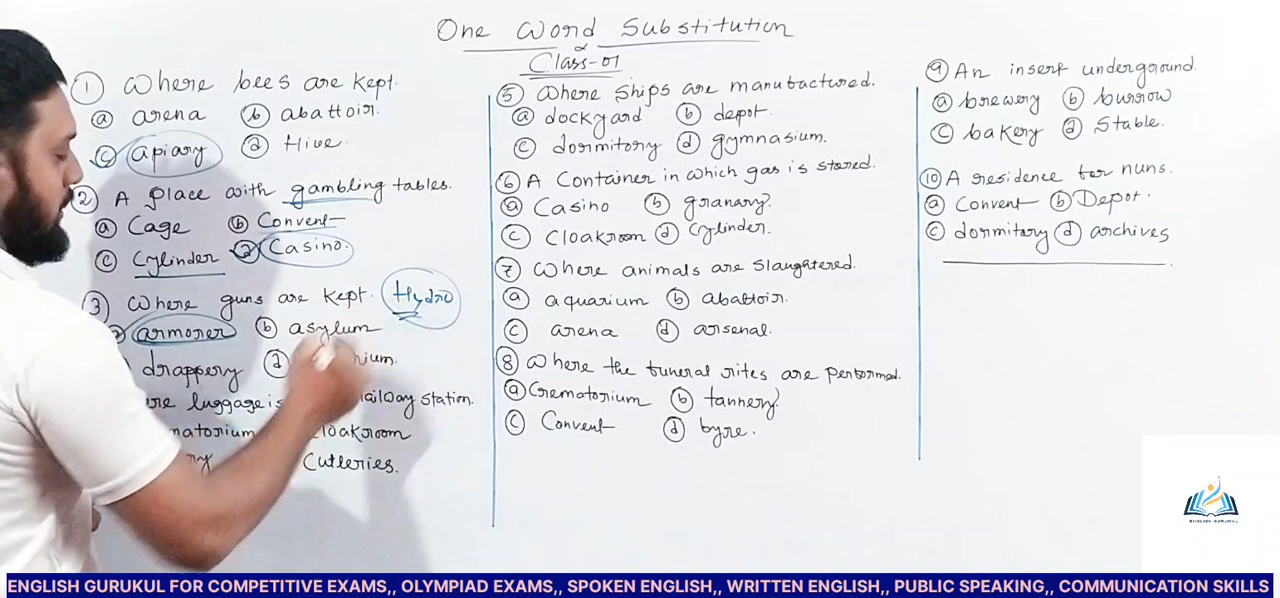 One Word Substitution
Class-01
① Where bees are kept.
ⓐ arena ⓑ abattoir.
ⓒ apiary ⓓ Hive
② A place with gambling tables.
ⓐ Cage ⓑ Convent
ⓒ Cylinder ⓓ Casino.
③ Where guns are kept. Hydro
armorer ⓑ asylum
drappery ⓓ
luggage is station.
Cloakroom
Cutleries.
⑤ Where Ships are manufactured.
ⓐ dockyard ⓑ depot.
ⓒ dormitory ⓓ gymnasium.
⑥ A Container in which gas is stored.
ⓐ Casino ⓑ granary.
ⓒ Cloakroom ⓓ Cylinder.
⑦ Where animals are Slaughtered.
ⓐ aquarium ⓑ abattoir.
ⓒ arena ⓓ arsenal.
⑧ Where the funeral rites are performed.
ⓐ Crematorium ⓑ tannery.
ⓒ Convent ⓓ byre.
⑨ An insert underground.
ⓐ brewery ⓑ burrow
ⓒ bakery ⓓ Stable.
⑩ A residence for nuns.
ⓐ Convent ⓑ Depot.
ⓒ dormitory ⓓ archives
ENGLISH GURUKUL
ENGLISH GURUKUL FOR COMPETITIVE EXAMS,, OLYMPIAD EXAMS,, SPOKEN ENGLISH,, WRITTEN ENGLISH,, PUBLIC SPEAKING,, COMMUNICATION SKILLS